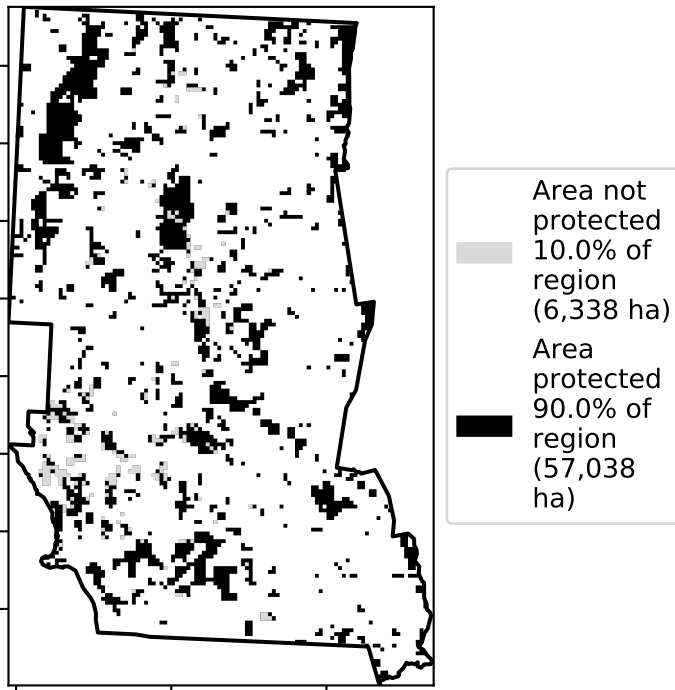 Area not
protected
10.0% of
region
(6,338 ha)
Area
protected
90.0% of
region
(57,038
ha)